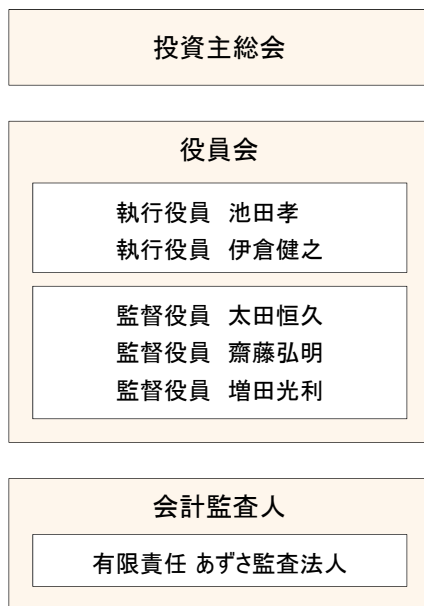 投資主総会
役員会
執行役員 池田孝
執行役員 伊倉健之
監督役員 太田恒久
監督役員 齋藤弘明
監督役員 増田光利
会計監査人
有限責任 あずさ監査法人